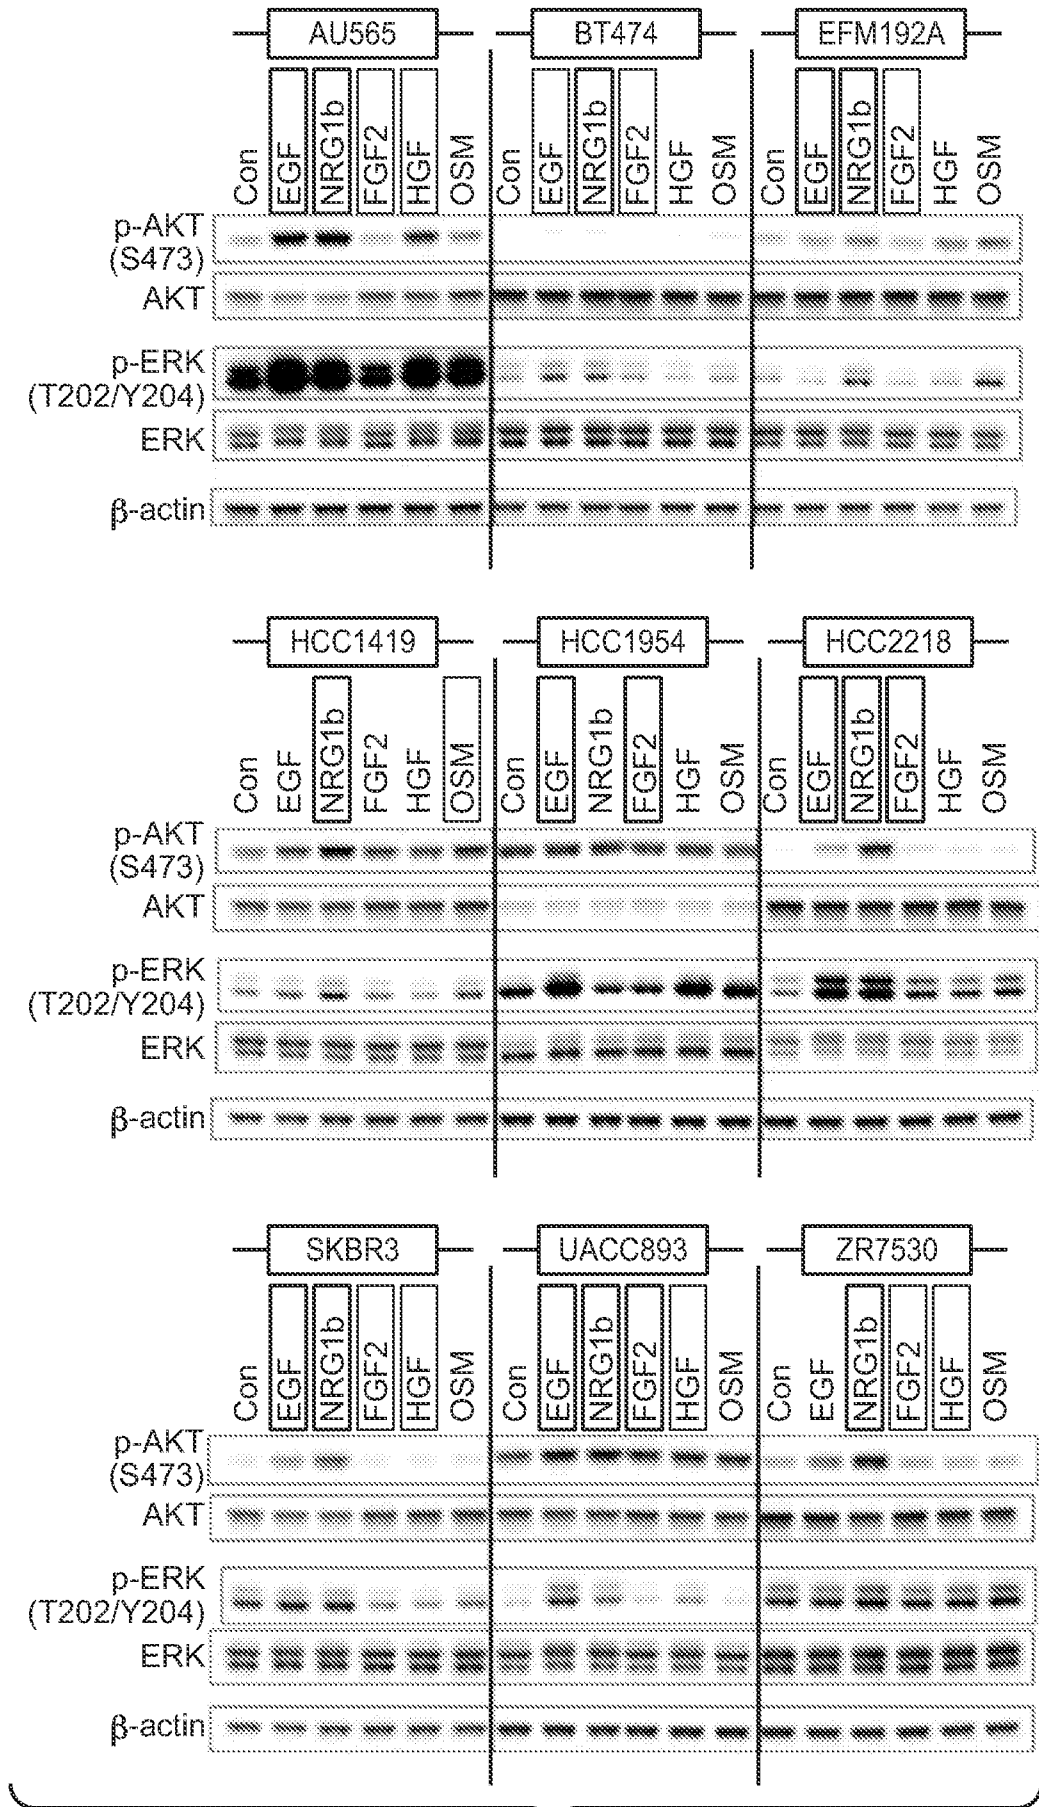 AU565 BT474 EFM192A
Con EGF NRG1b FGF2 HGF OSM Con EGF NRG1b FGF2 HGF OSM Con EGF NRG1b FGF2 HGF OSM
p-AKT
(S473)
AKT
p-ERK
(T202/Y204)
ERK
β-actin
HCC1419 HCC1954 HCC2218
Con EGF NRG1b FGF2 HGF OSM Con EGF NRG1b FGF2 HGF OSM Con EGF NRG1b FGF2 HGF OSM
p-AKT
(S473)
AKT
p-ERK
(T202/Y204)
ERK
β-actin
SKBR3 UACC893 ZR7530
Con EGF NRG1b FGF2 HGF OSM Con EGF NRG1b FGF2 HGF OSM Con EGF NRG1b FGF2 HGF OSM
p-AKT
(S473)
AKT
p-ERK
(T202/Y204)
ERK
β-actin